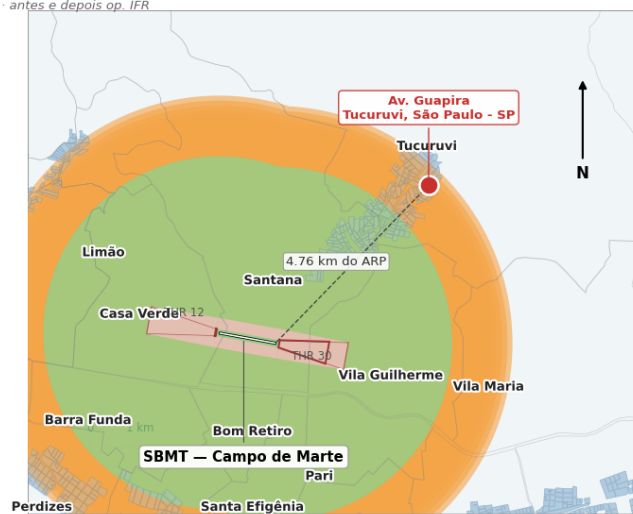 · antes e depois op. IFR
Av. Guapira
Tucuruvi, São Paulo - SP
Tucuruvi
N
Limão
4.76 km do ARP
Santana
Casa Verde
THR 12
THR 30
Vila Guilherme
Vila Maria
Barra Funda
0
1 km
Bom Retiro
SBMT — Campo de Marte
Pari
Perdizes
Santa Efigênia